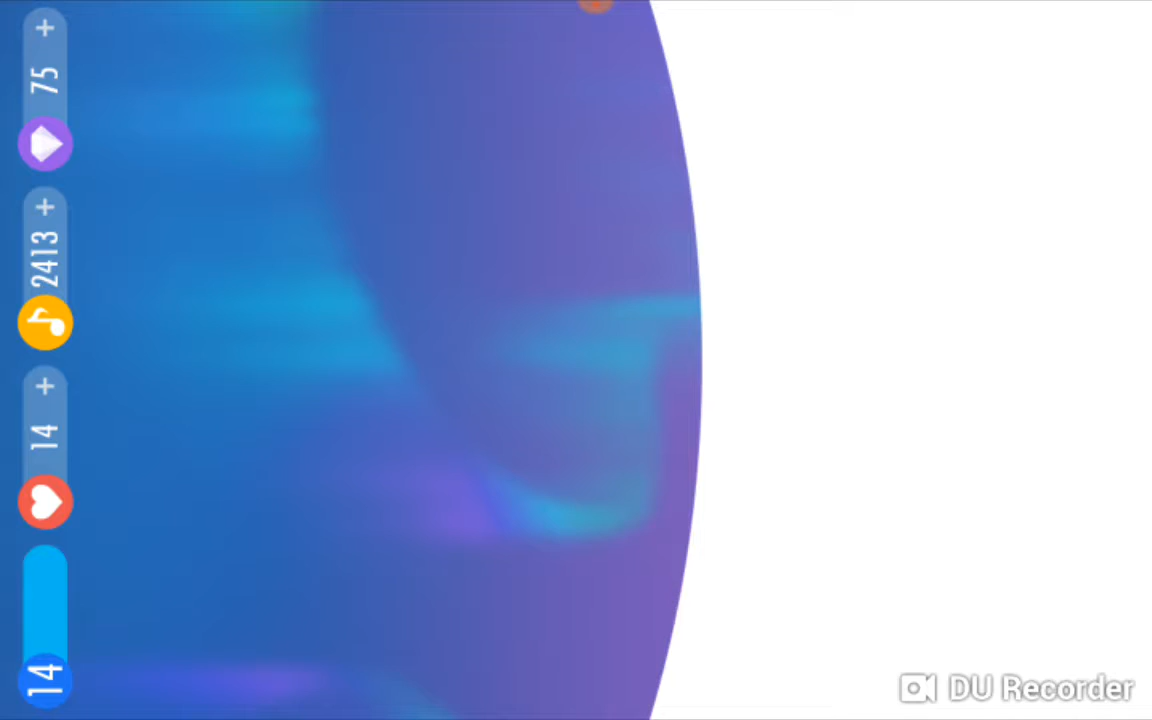 14
14 +
2413 +
75 +
DU Recorder